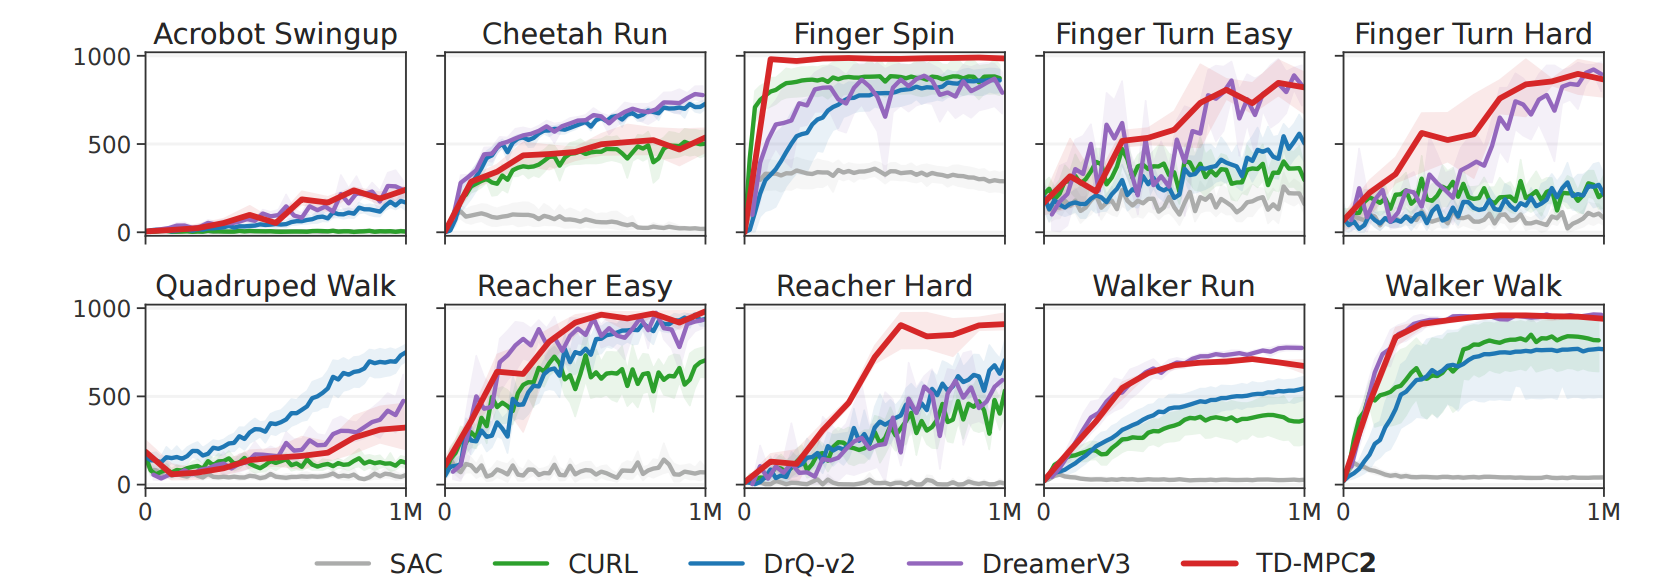 Acrobot Swingup Cheetah Run Finger Spin Finger Turn Easy Finger Turn Hard
1000
500
0
Quadruped Walk Reacher Easy Reacher Hard Walker Run Walker Walk
1000
500
0
0 1M 0 1M 0 1M 0 1M 0 1M
SAC CURL DrQ-v2 DreamerV3 TD-MPC2